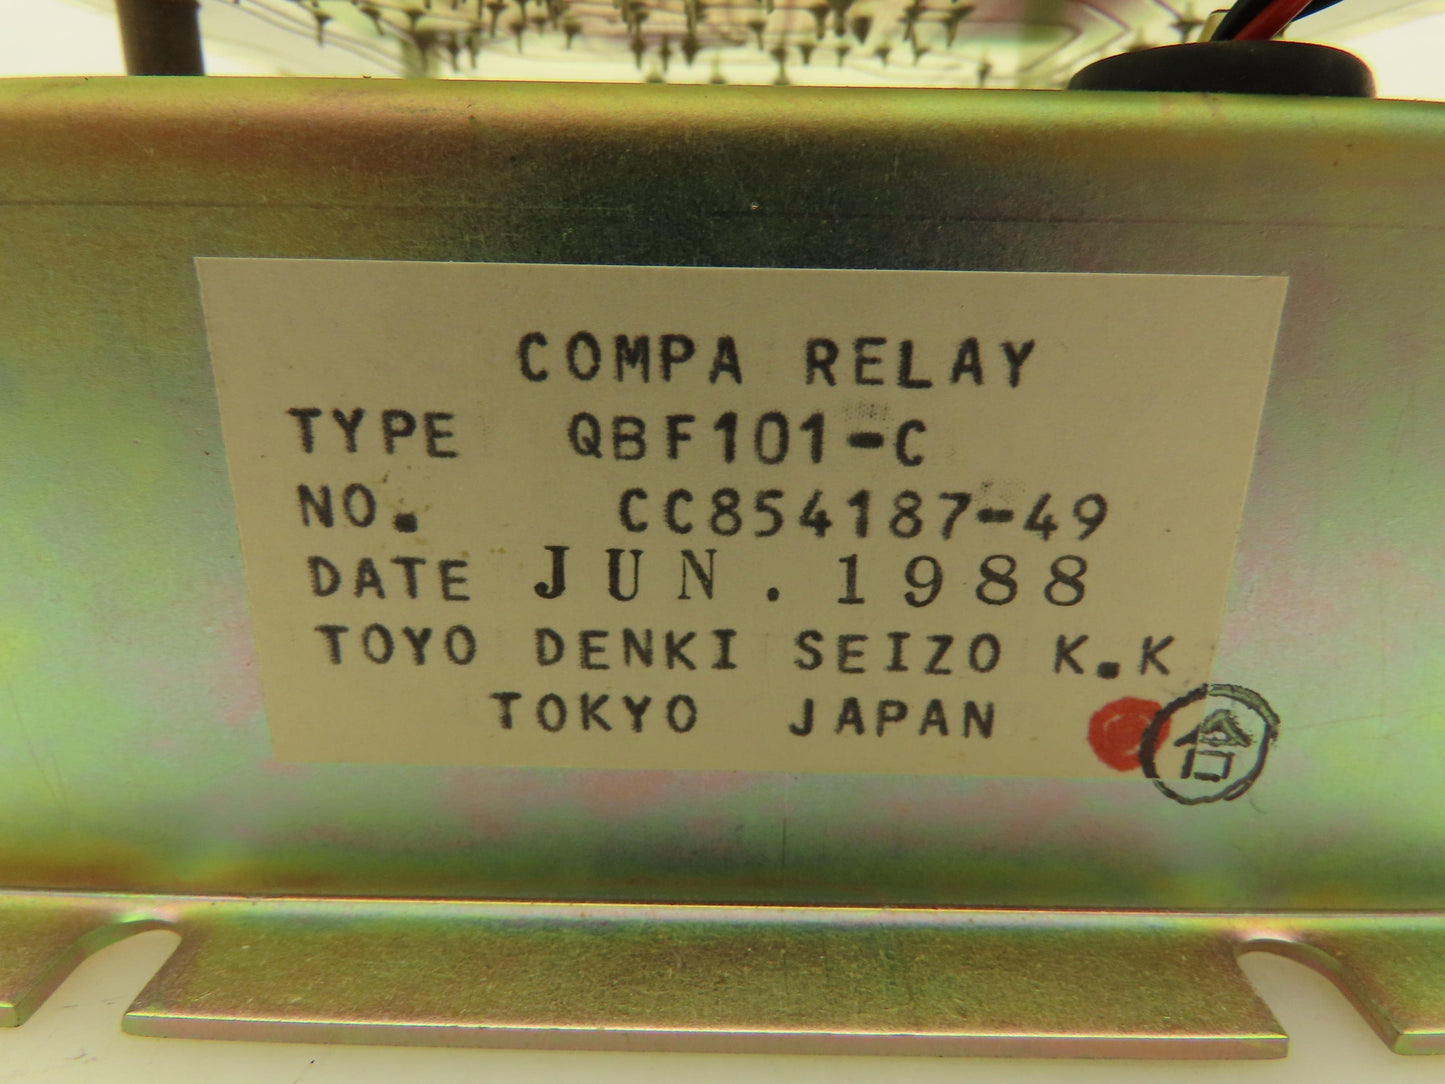 COMPA RELAY
TYPE QBF101-C
NO. CC854187-49
DATE JUN. 1988
TOYO DENKI SEIZO K.K
TOKYO JAPAN
合